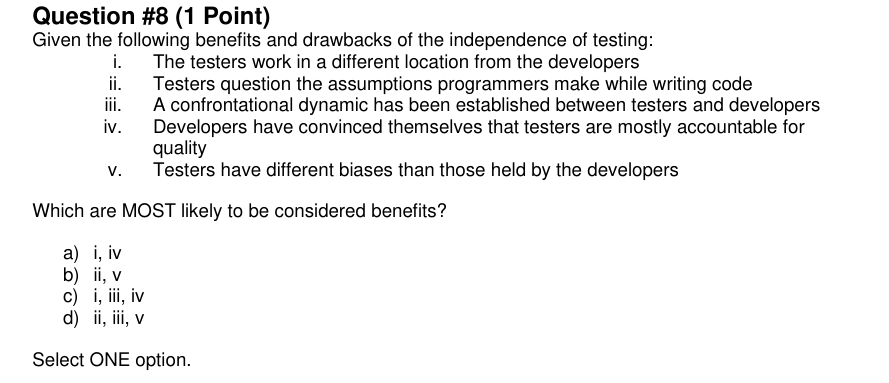 Question #8 (1 Point)
Given the following benefits and drawbacks of the independence of testing:
i. The testers work in a different location from the developers
ii. Testers question the assumptions programmers make while writing code
iii. A confrontational dynamic has been established between testers and developers
iv. Developers have convinced themselves that testers are mostly accountable for
quality
v. Testers have different biases than those held by the developers
Which are MOST likely to be considered benefits?
a) i, iv
b) ii, v
c) i, iii, iv
d) ii, iii, v
Select ONE option.